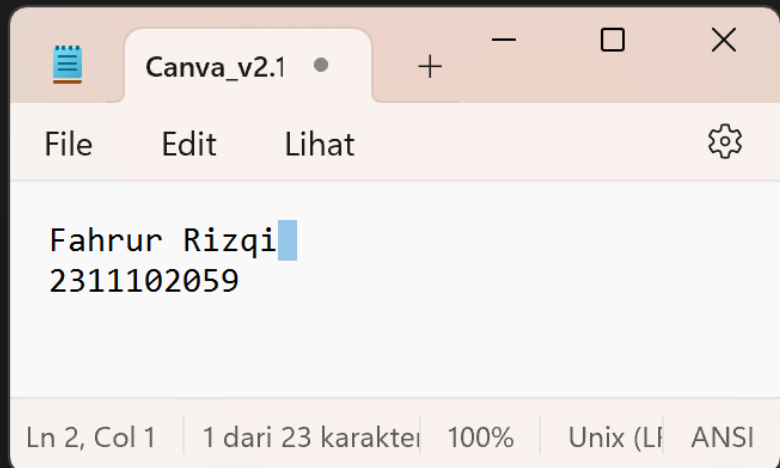 Canva_v2.1
File Edit Lihat
Fahrur Rizqi
2311102059
Ln 2, Col 1 1 dari 23 karakter 100% Unix (LF ANSI